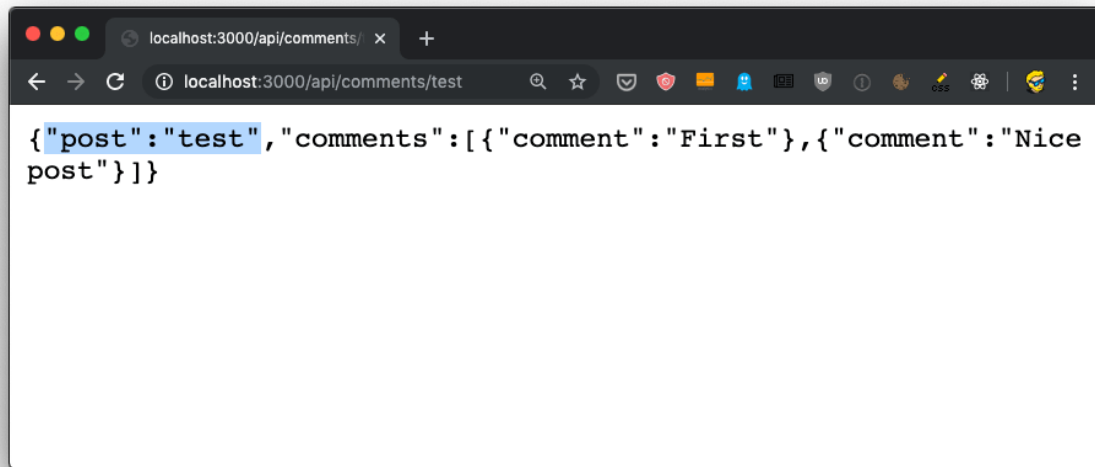 localhost:3000/api/comments/
localhost:3000/api/comments/test
{"post":"test","comments":[{"comment":"First"},{"comment":"Nice
post"}]}